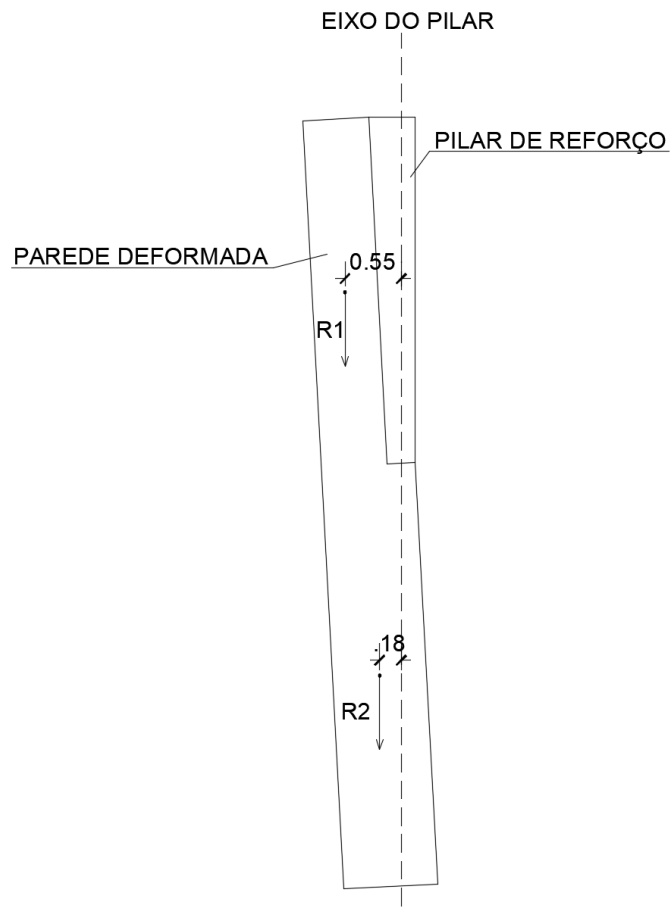 EIXO DO PILAR
PILAR DE REFORÇO
PAREDE DEFORMADA
0.55
R1
.18
R2